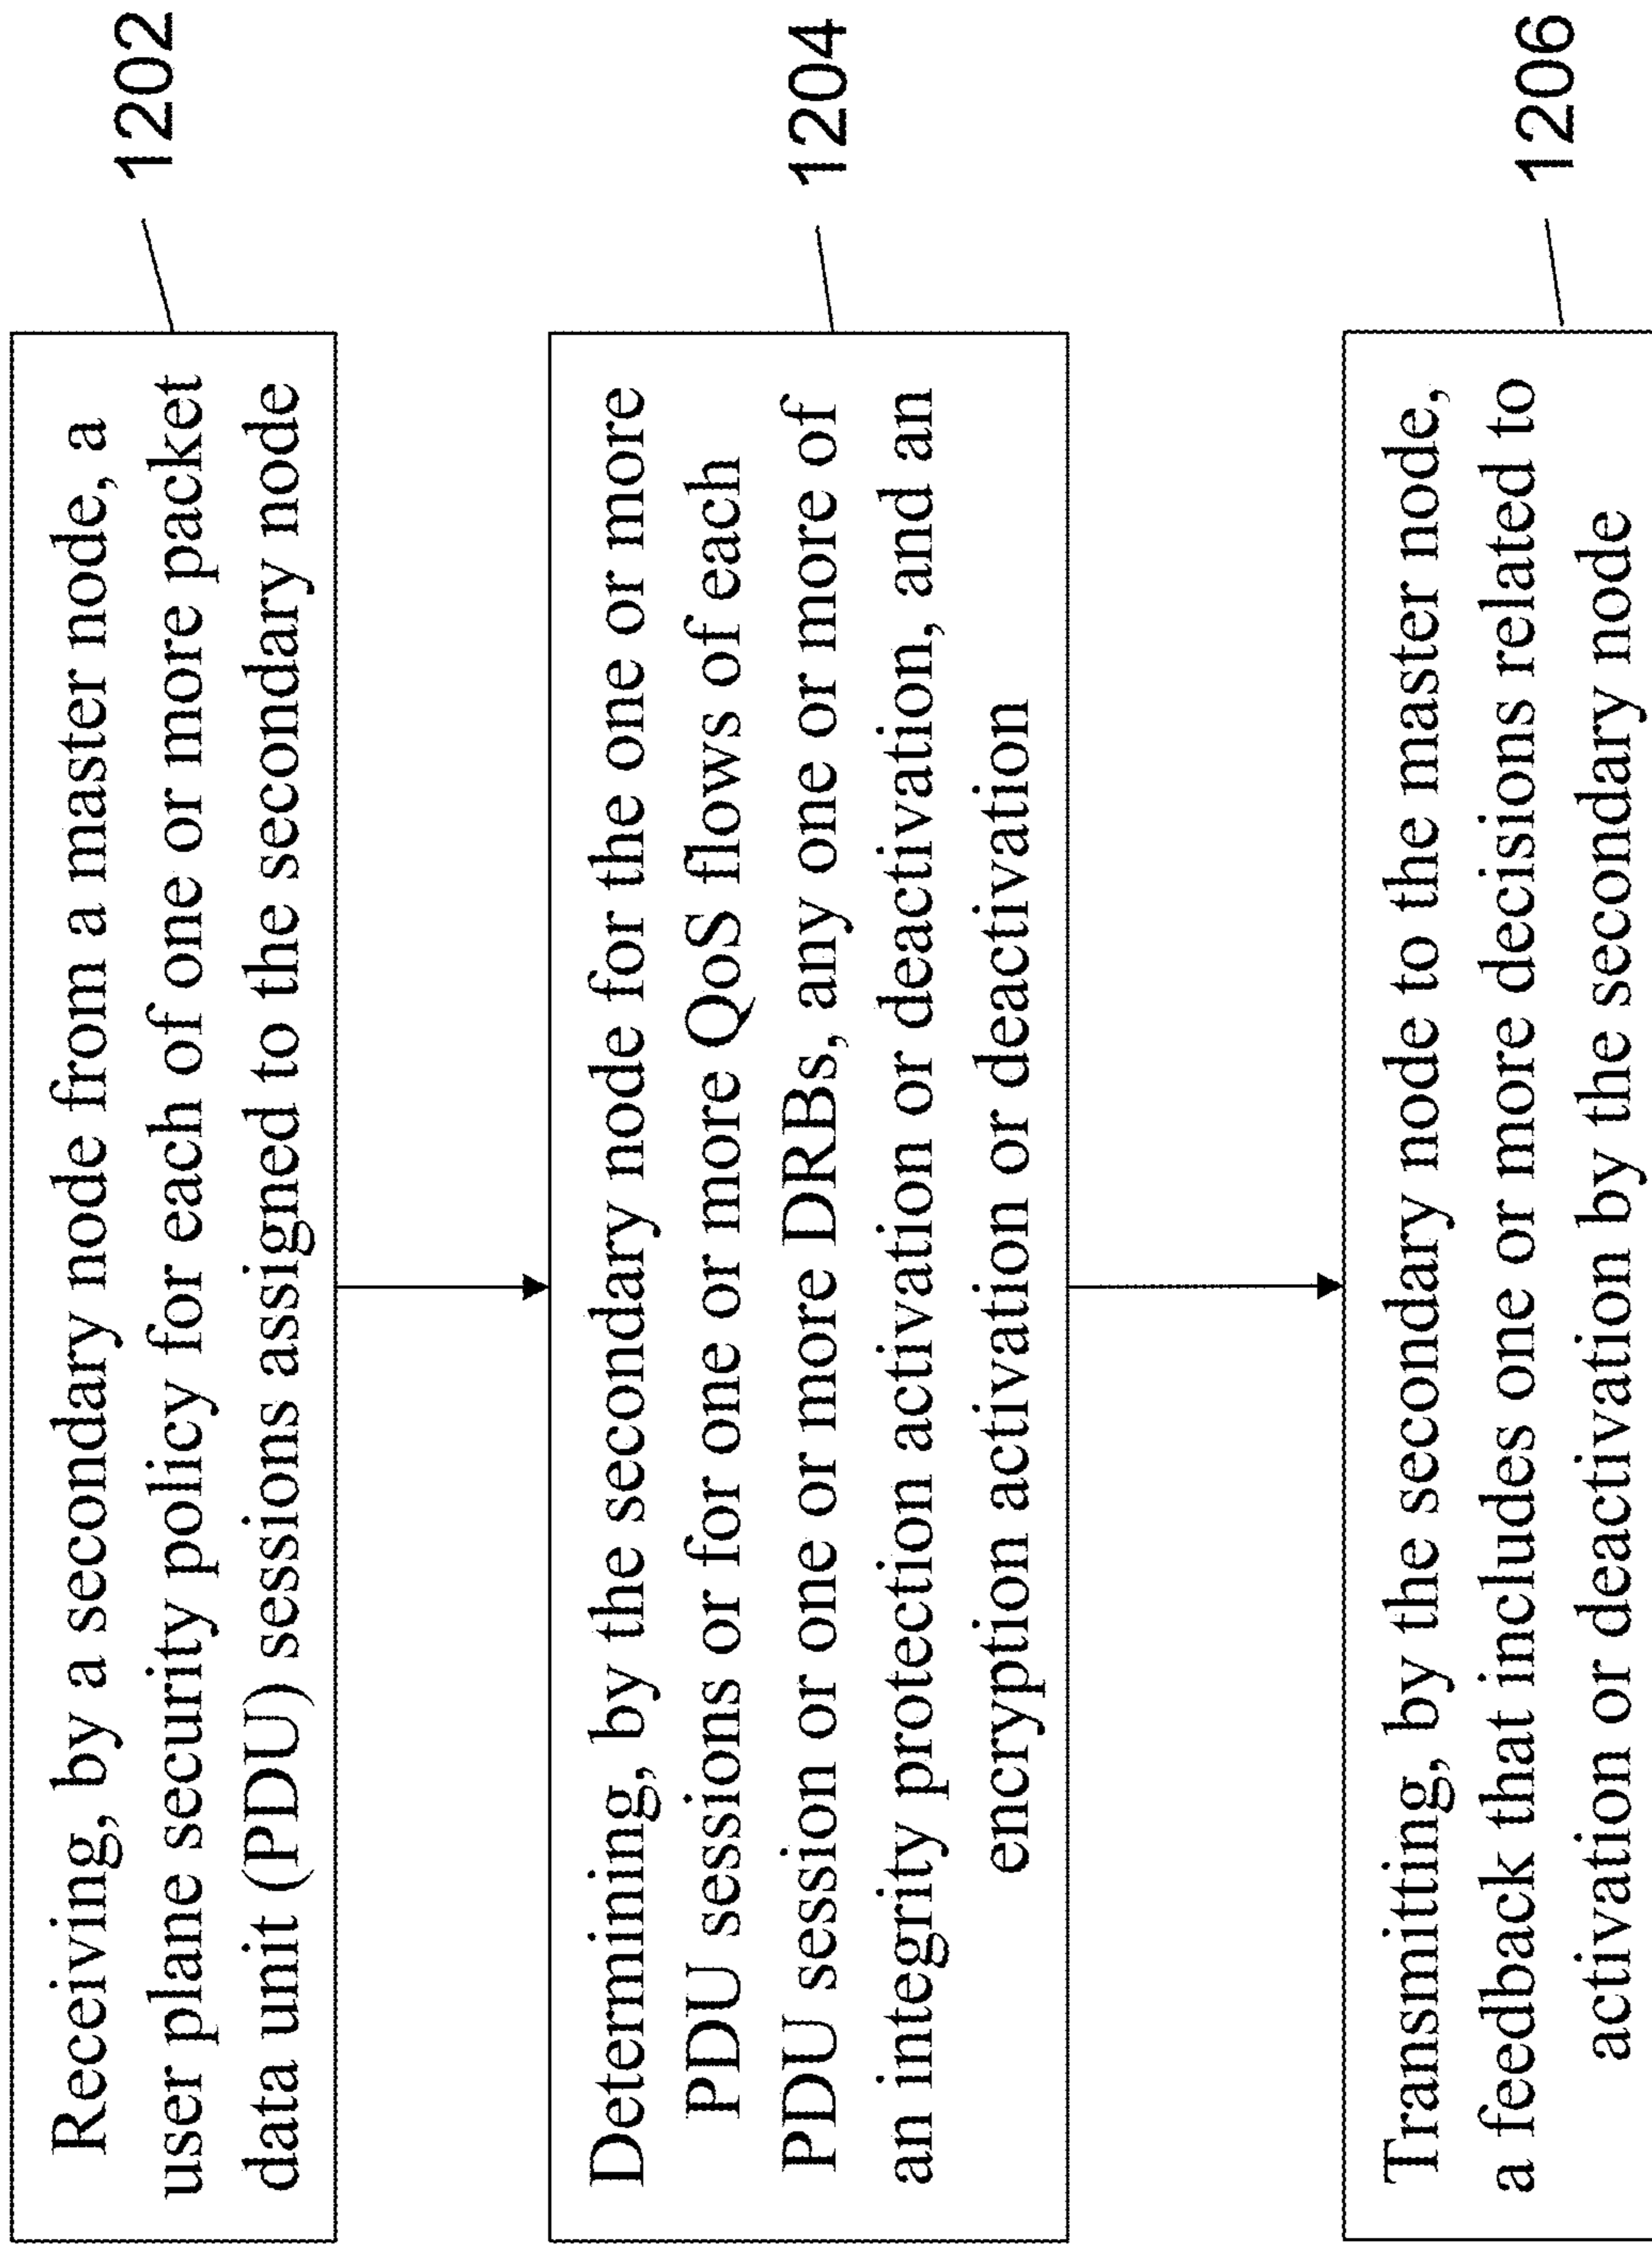 Receiving, by a secondary node from a master node, a
user plane security policy for each of one or more packet
data unit (PDU) sessions assigned to the secondary node
1202
Determining, by the secondary node for the one or more
PDU sessions or for one or more QoS flows of each
PDU session or one or more DRBs, any one or more of
an integrity protection activation or deactivation, and an
encryption activation or deactivation
1204
Transmitting, by the secondary node to the master node,
a feedback that includes one or more decisions related to
activation or deactivation by the secondary node
1206